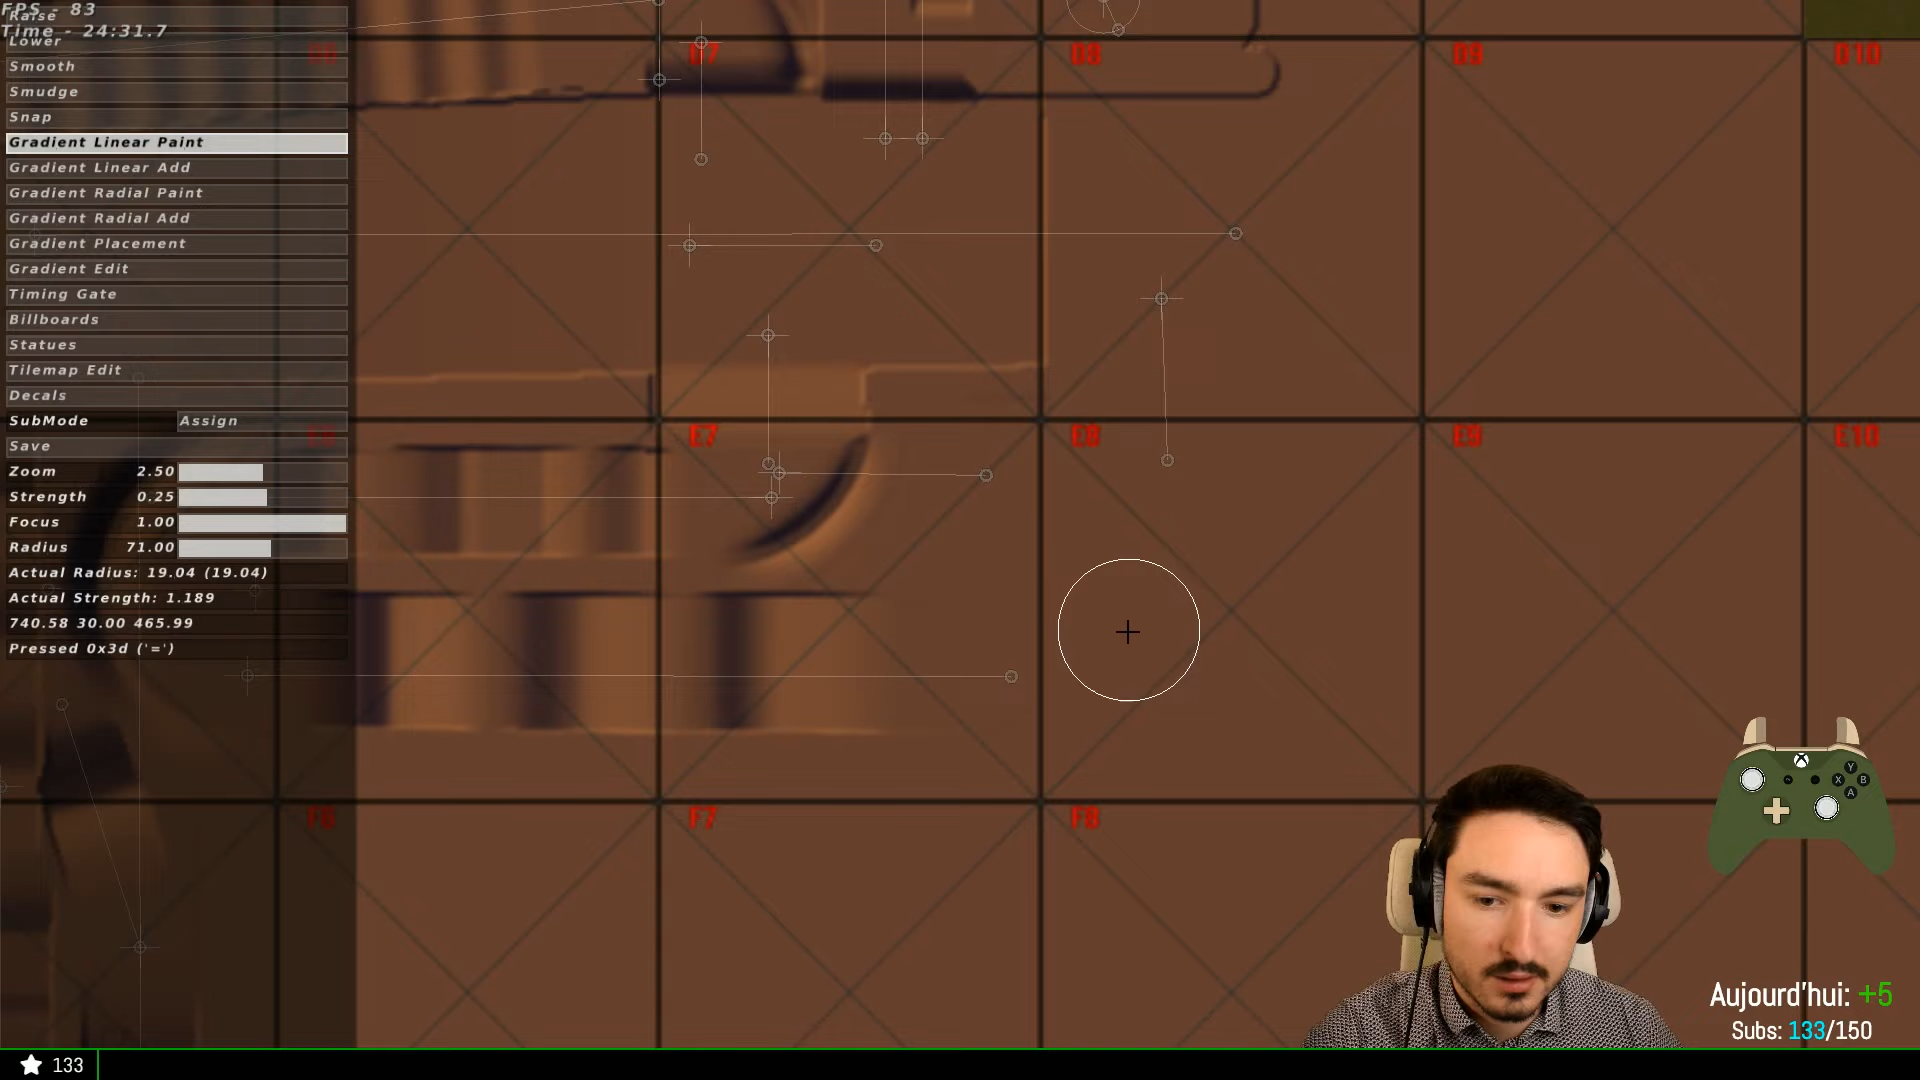 FPS - 83
Raise
Time - 24:31.7
Lower
Smooth
Smudge
Snap
Gradient Linear Paint
Gradient Linear Add
Gradient Radial Paint
Gradient Radial Add
Gradient Placement
Gradient Edit
Timing Gate
Billboards
Statues
Tilemap Edit
Decals
SubMode Assign
Save
Zoom 2.50
Strength 0.25
Focus 1.00
Radius 71.00
Actual Radius: 19.04 (19.04)
Actual Strength: 1.189
740.58 30.00 465.99
Pressed 0x3d ('=')
D6 D7 D8 D9 D10
E6 E7 E8 E9 E10
F6 F7 F8
Y
X B
A
Aujourd'hui: +5
Subs: 133/150
133